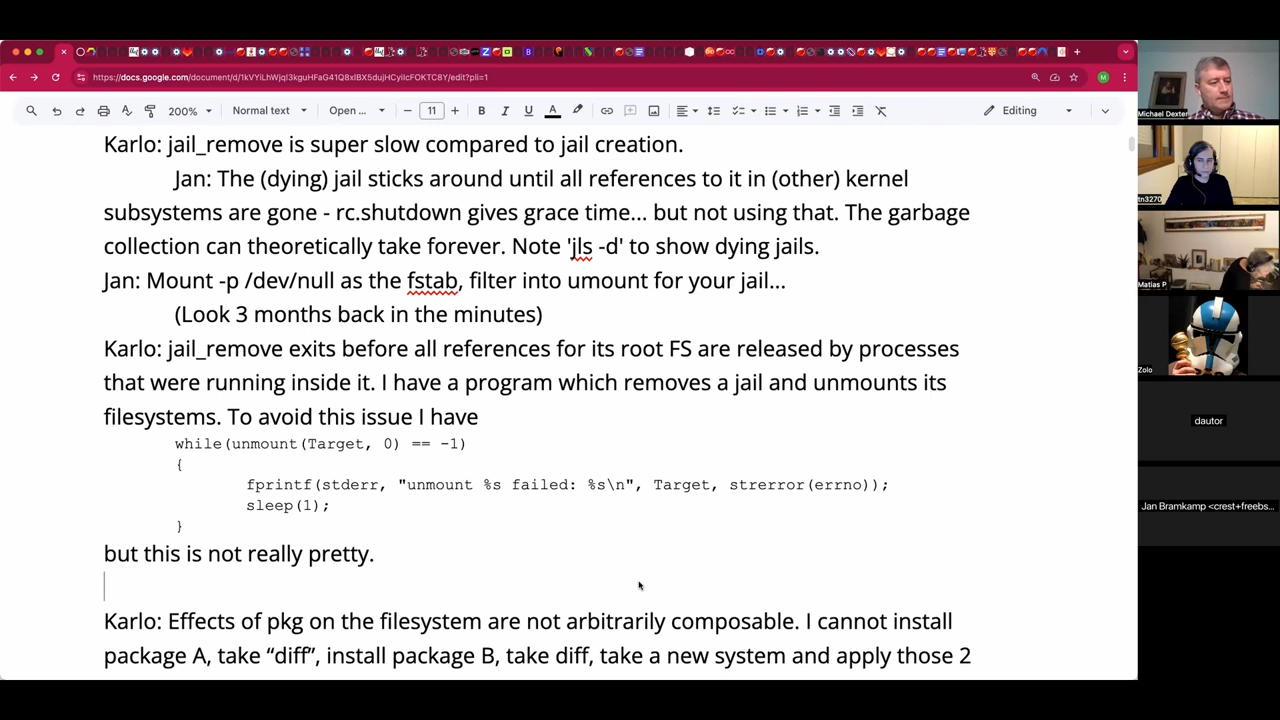 https://docs.google.com/document/d/1kVYiLhWjqI3kguHFaG41Q8xIBX5dujHCyiIcFOKTC8Y/edit?pli=1
M
200%
Normal text
Open ...
11
Editing
Karlo: jail_remove is super slow compared to jail creation.
Jan: The (dying) jail sticks around until all references to it in (other) kernel
subsystems are gone - rc.shutdown gives grace time... but not using that. The garbage
collection can theoretically take forever. Note 'jls -d' to show dying jails.
Jan: Mount -p /dev/null as the fstab, filter into umount for your jail...
(Look 3 months back in the minutes)
Karlo: jail_remove exits before all references for its root FS are released by processes
that were running inside it. I have a program which removes a jail and unmounts its
filesystems. To avoid this issue I have
while(unmount(Target, 0) == -1)
{
fprintf(stderr, "unmount %s failed: %s\n", Target, strerror(errno));
sleep(1);
}
but this is not really pretty.
Karlo: Effects of pkg on the filesystem are not arbitrarily composable. I cannot install
package A, take “diff”, install package B, take diff, take a new system and apply those 2
Michael Dexter
tn3270
Matias P
Zolo
dautor
Jan Bramkamp <crest+freebs...